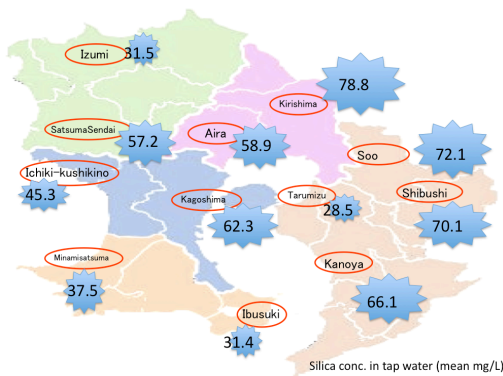 Izumi
31.5
Kirishima
78.8
SatsumaSendai
57.2
Aira
58.9
Soo
72.1
Ichiki-kushikino
45.3
Kagoshima
62.3
Tarumizu
28.5
Shibushi
70.1
Minamisatsuma
37.5
Kanoya
66.1
Ibusuki
31.4
Silica conc. in tap water (mean mg/L)